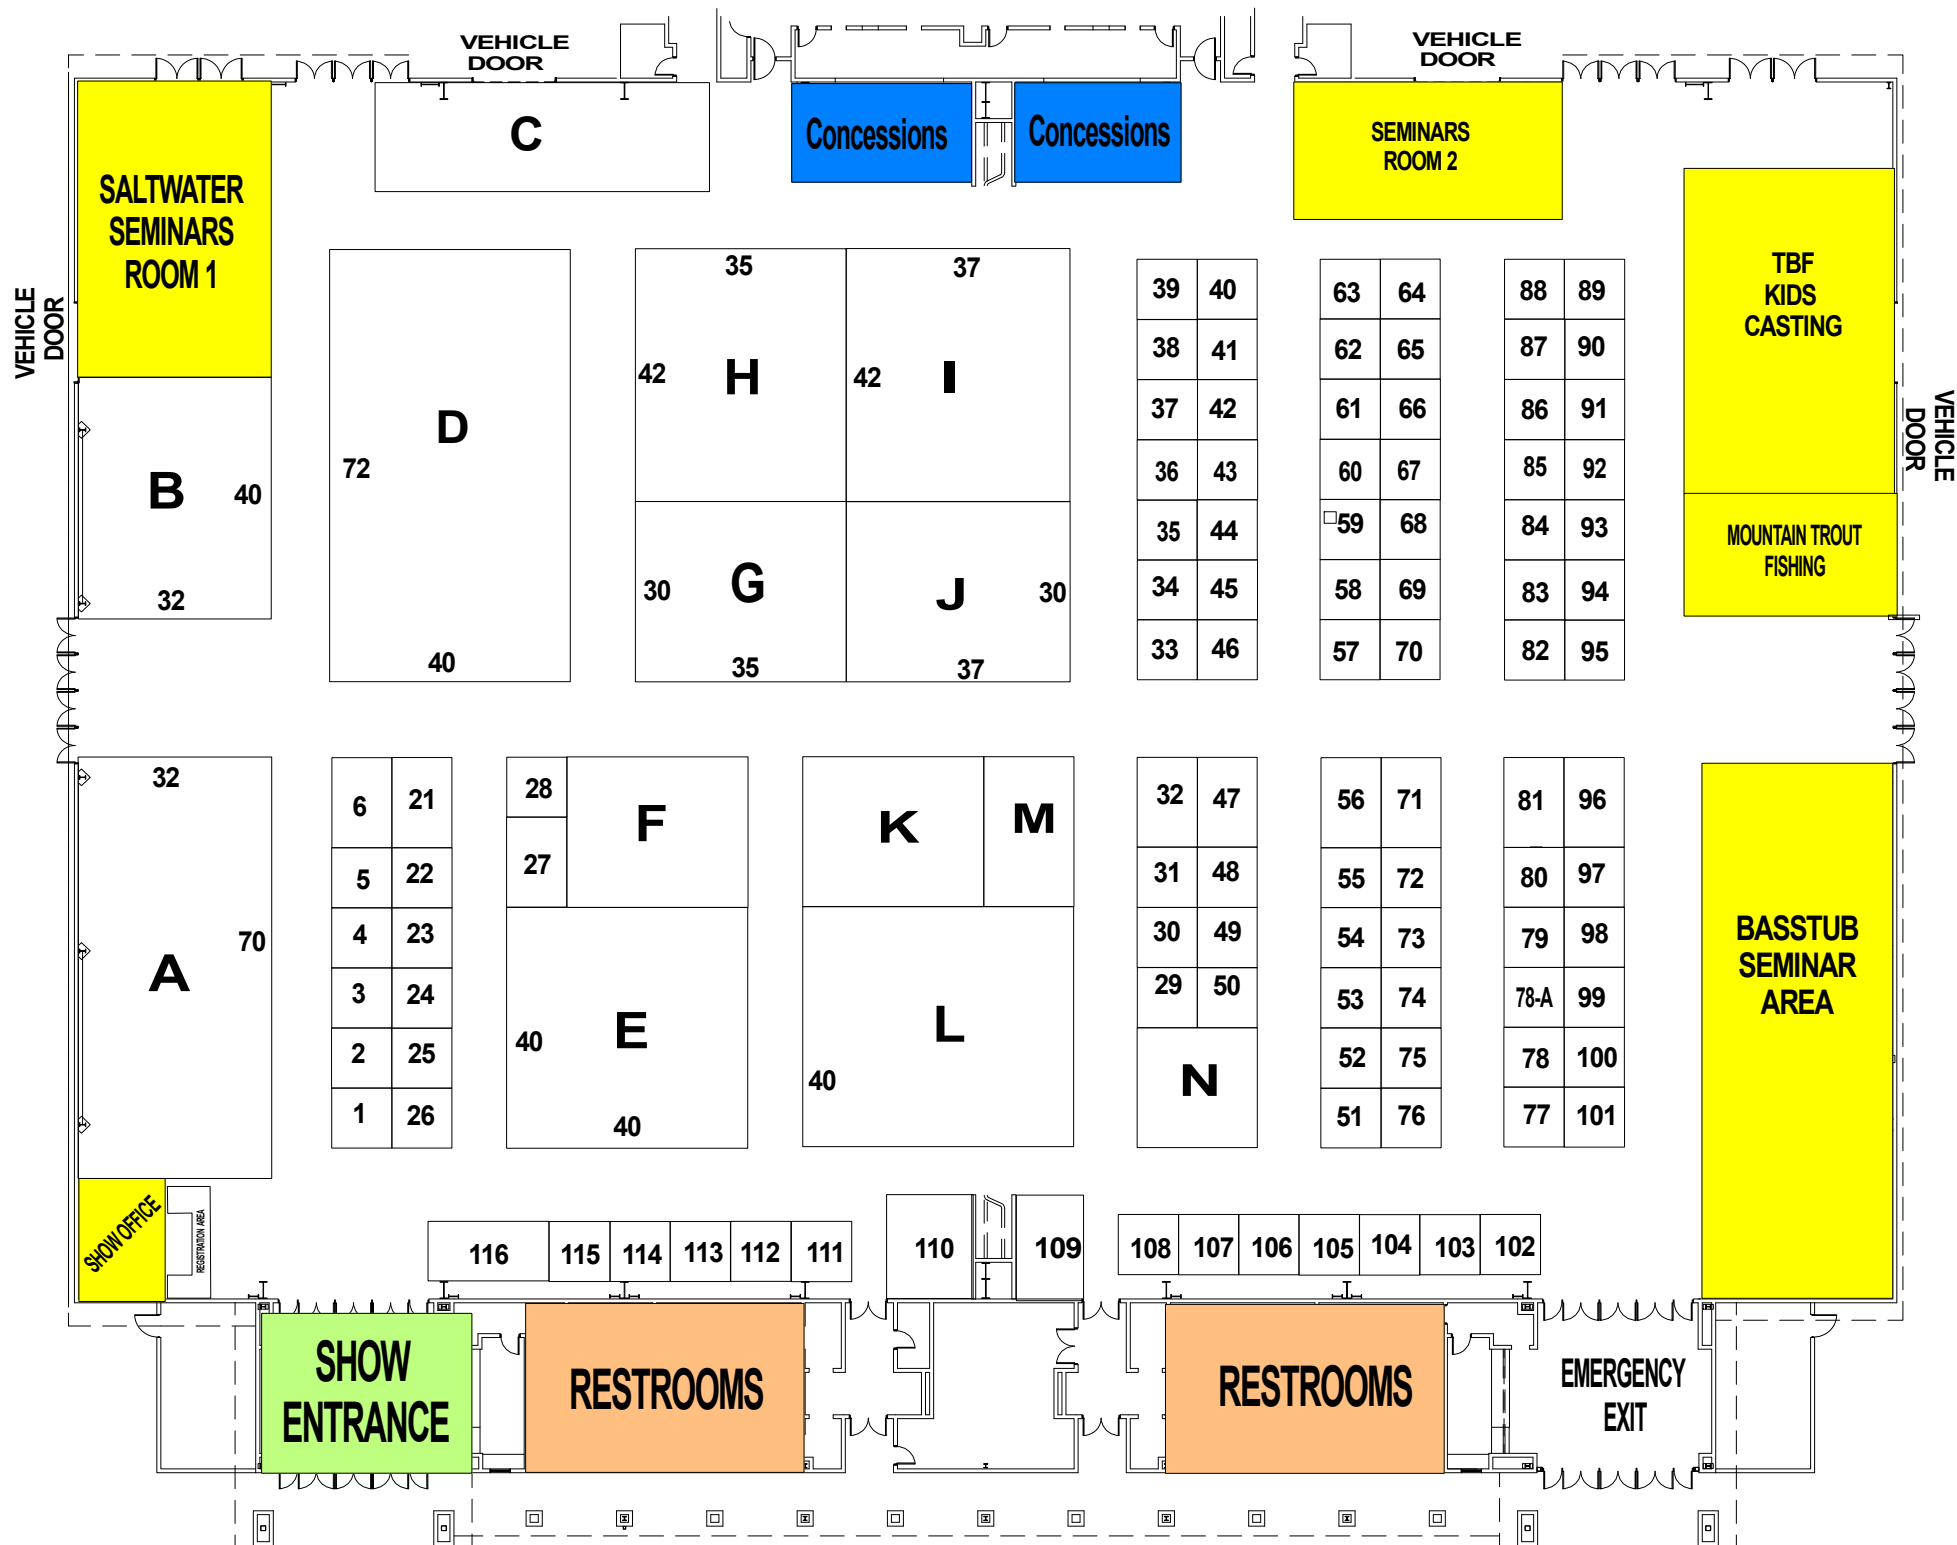 VEHICLE
DOOR
VEHICLE
DOOR
C
Concessions
Concessions
SEMINARS
ROOM 2
SALTWATER
SEMINARS
ROOM 1
VEHICLE
DOOR
TBF
KIDS
CASTING
VEHICLE
DOOR
MOUNTAIN TROUT
FISHING
B
40
32
D
72
40
35
42
H
37
42
I
30
G
35
J
30
37
39 40
38 41
37 42
36 43
35 44
34 45
33 46
63 64
62 65
61 66
60 67
59 68
58 69
57 70
88 89
87 90
86 91
85 92
84 93
83 94
82 95
32
70
A
6 21
5 22
4 23
3 24
2 25
1 26
28
27
F
40
E
40
K
M
L
40
32 47
31 48
30 49
29 50
N
56 71
55 72
54 73
53 74
52 75
51 76
81 96
80 97
79 98
78-A 99
78 100
77 101
BASSTUB
SEMINAR
AREA
SHOW OFFICE
REGISTRATION AREA
116 115 114 113 112 111
110
109
108 107 106 105 104 103 102
SHOW
ENTRANCE
RESTROOMS
RESTROOMS
EMERGENCY
EXIT